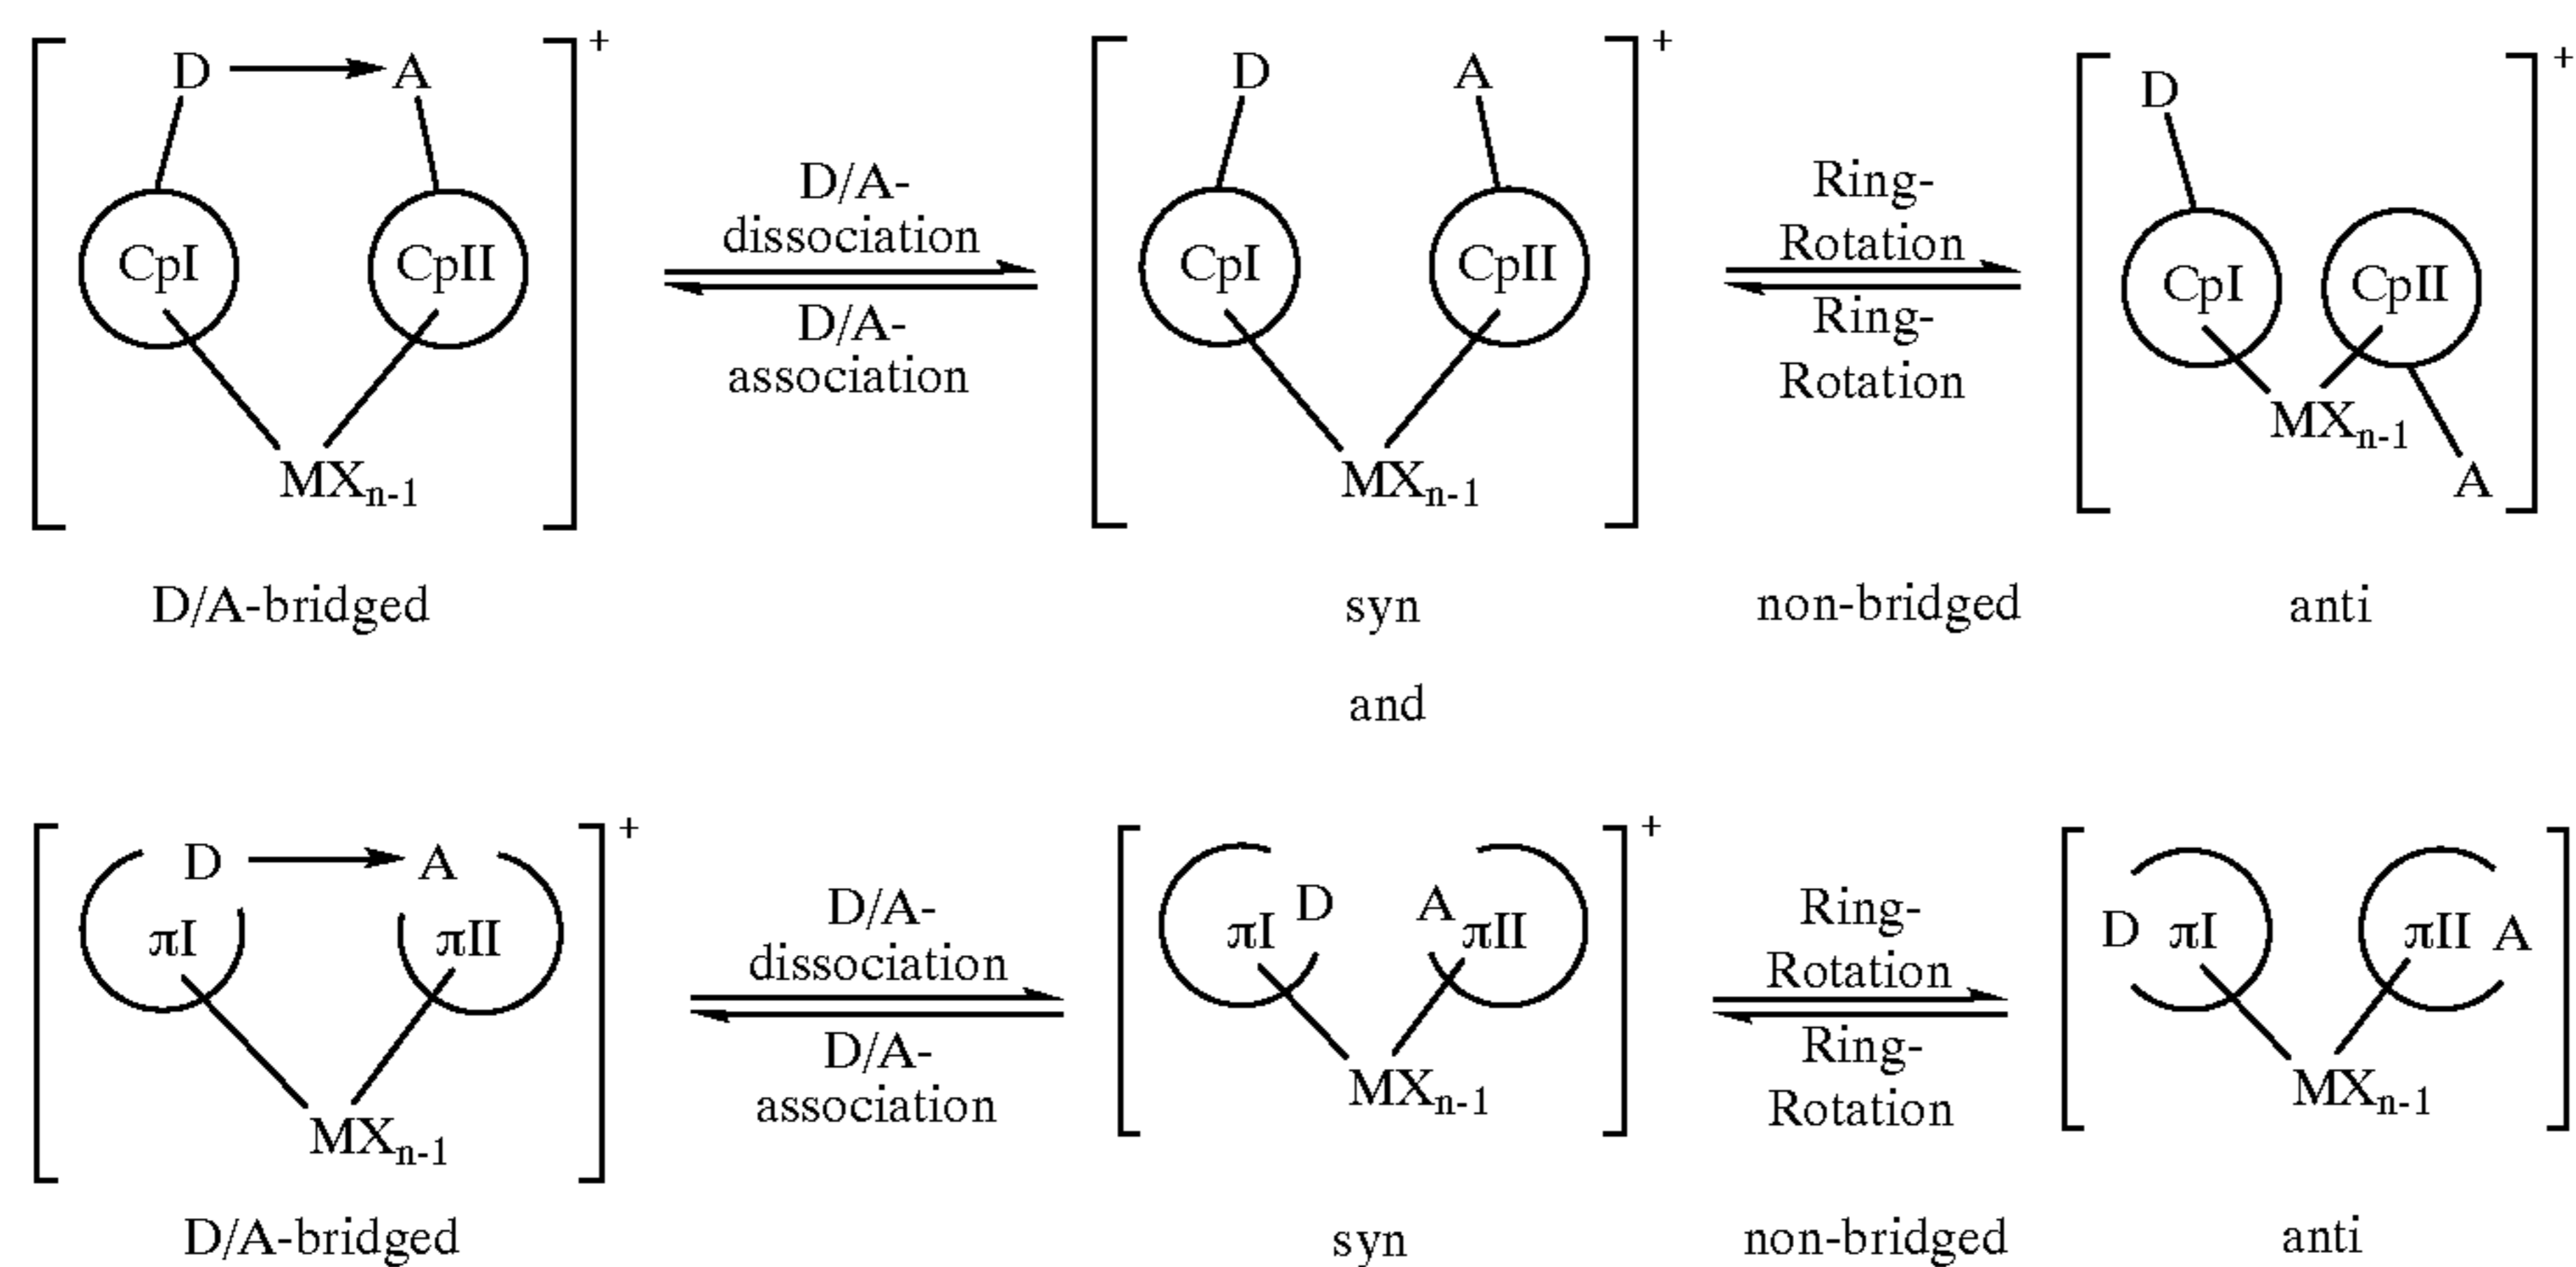 [ D → A ]+
CpI CpII
MXn-1
D/A-
dissociation
D/A-
association
[ D A ]+
CpI CpII
MXn-1
Ring-
Rotation
Ring-
Rotation
[ D ]+
CpI CpII
MXn-1
A
D/A-bridged syn non-bridged anti
and
[ D → A ]+
πI πII
MXn-1
D/A-
dissociation
D/A-
association
[ D A ]+
πI πII
MXn-1
Ring-
Rotation
Ring-
Rotation
[ D πI πII A ]
MXn-1
D/A-bridged syn non-bridged anti